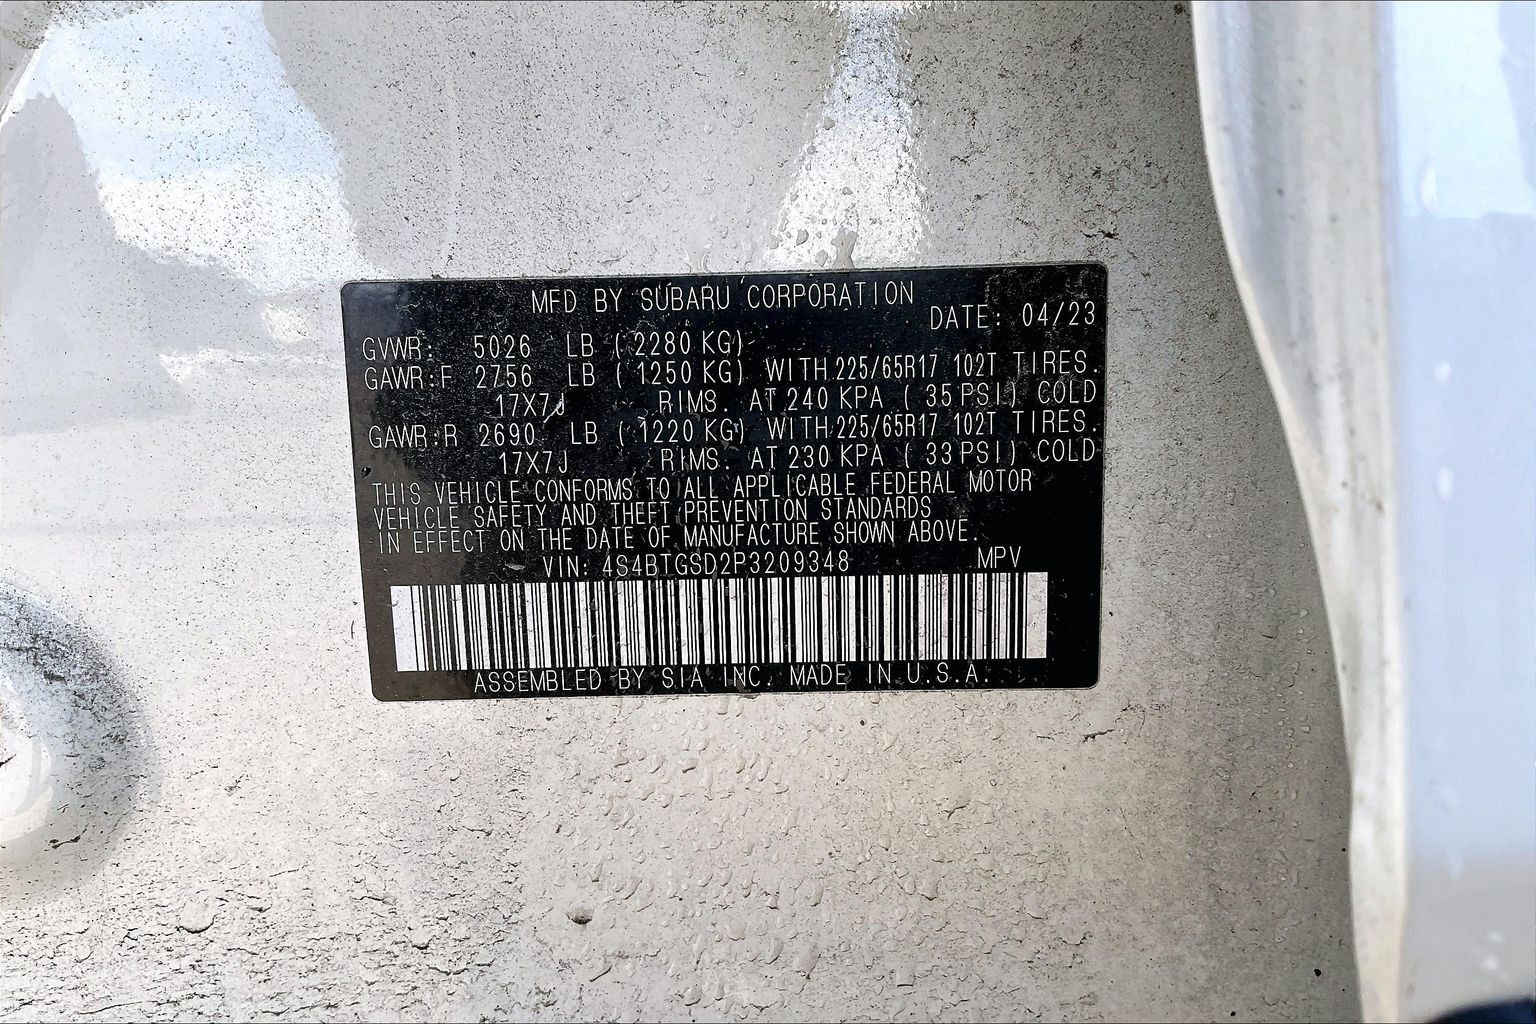 MFD BY SUBARU CORPORATION
DATE: 04/23
GVWR: 5026 LB ( 2280 KG)
GAWR:F 2756 LB ( 1250 KG) WITH 225/65R17 102T TIRES.
17X7J RIMS. AT 240 KPA ( 35 PSI) COLD
GAWR:R 2690 LB ( 1220 KG) WITH 225/65R17 102T TIRES.
17X7J RIMS. AT 230 KPA ( 33 PSI) COLD
THIS VEHICLE CONFORMS TO ALL APPLICABLE FEDERAL MOTOR
VEHICLE SAFETY AND THEFT PREVENTION STANDARDS
IN EFFECT ON THE DATE OF MANUFACTURE SHOWN ABOVE.
VIN: 4S4BTGSD2P3209348 MPV
ASSEMBLED BY SIA INC. MADE IN U.S.A.